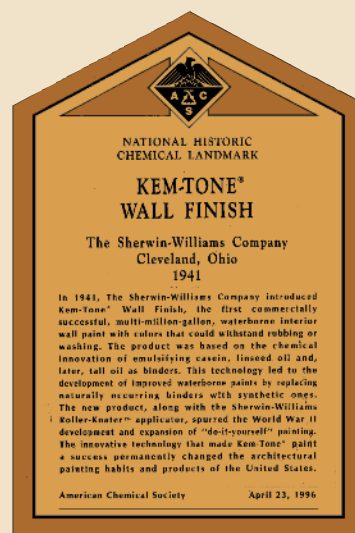 A C S
NATIONAL HISTORIC
CHEMICAL LANDMARK
KEM-TONE®
WALL FINISH
The Sherwin-Williams Company
Cleveland, Ohio
1941
In 1941, The Sherwin-Williams Company introduced
Kem-Tone® Wall Finish, the first commercially
successful, multi-million-gallon, waterborne interior
wall paint with colors that could withstand rubbing or
washing. The product was based on the chemical
innovation of emulsifying casein, linseed oil and,
later, tall oil as binders. This technology led to the
development of improved waterborne paints by replacing
naturally occurring binders with synthetic ones.
The new product, along with the Sherwin-Williams
Roller-Koater™ applicator, spurred the World War II
development and expansion of "do-it-yourself" painting.
The innovative technology that made Kem-Tone® paint
a success permanently changed the architectural
painting habits and products of the United States.
American Chemical Society April 23, 1996